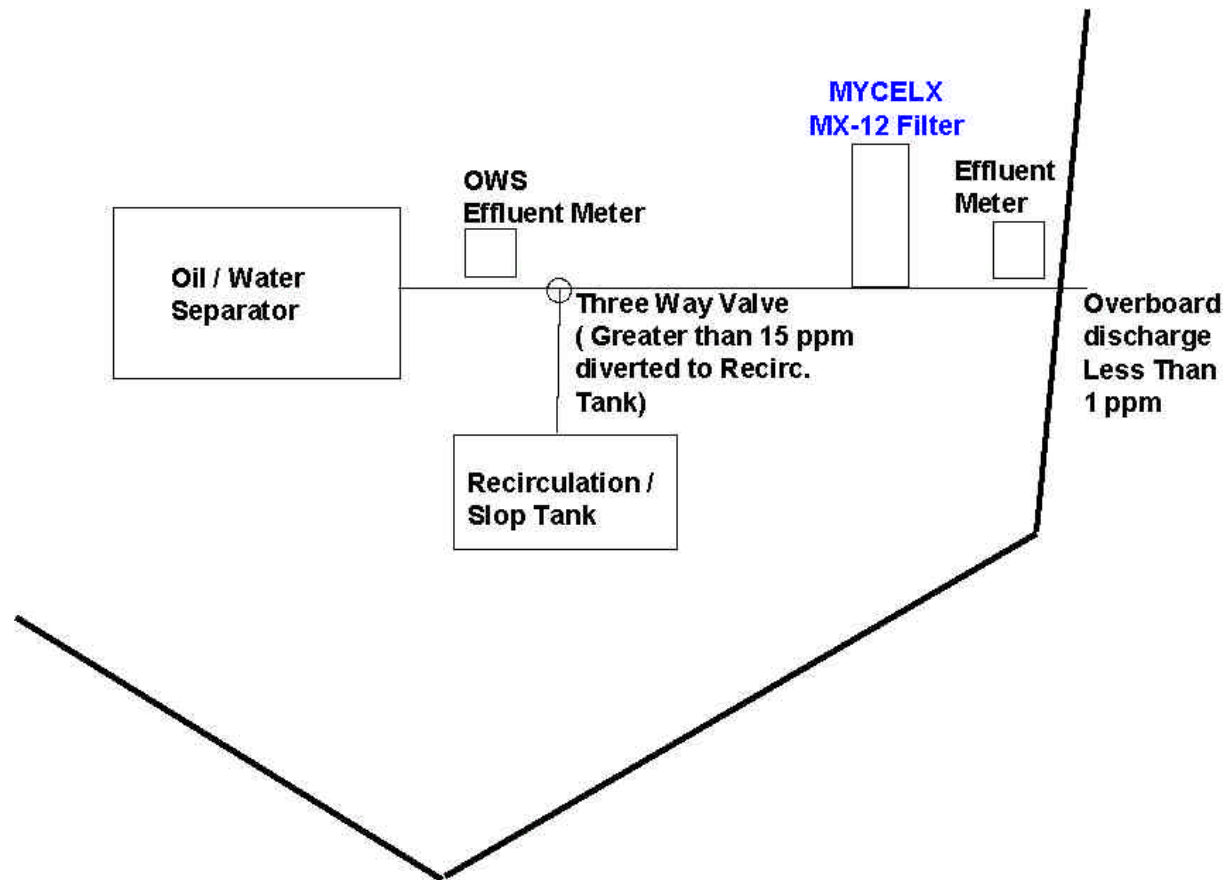 MYCELX
MX-12 Filter
OWS
Effluent Meter
Effluent
Meter
Oil / Water
Separator
Three Way Valve
( Greater than 15 ppm
diverted to Recirc.
Tank)
Overboard
discharge
Less Than
1 ppm
Recirculation /
Slop Tank